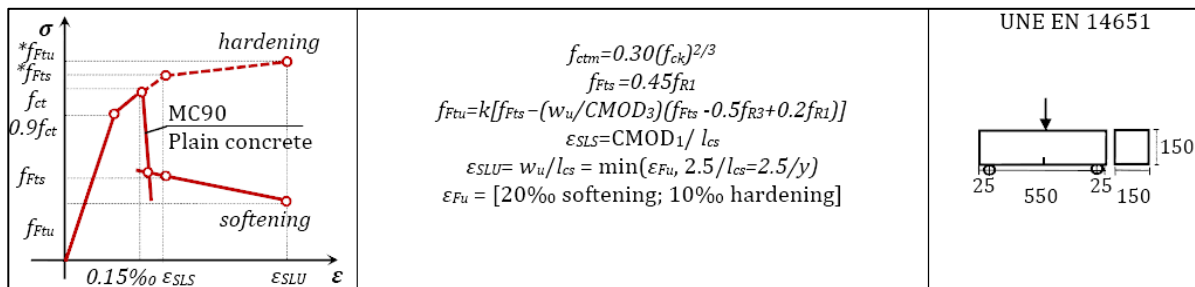 σ
*fFtu
*fFts
fct
0.9fct
fFts
fFtu
hardening
MC90
Plain concrete
softening
0.15‰ εSLS εSLU ε
fctm=0.30(fck)2/3
fFts=0.45fR1
fFtu=k[fFts−(wu/CMOD3)(fFts -0.5fR3+0.2fR1)]
εSLS=CMOD1/ lcs
εSLU= wu/lcs = min(εFu, 2.5/lcs=2.5/y)
εFu = [20‰ softening; 10‰ hardening]
UNE EN 14651
150
25 25
550 150